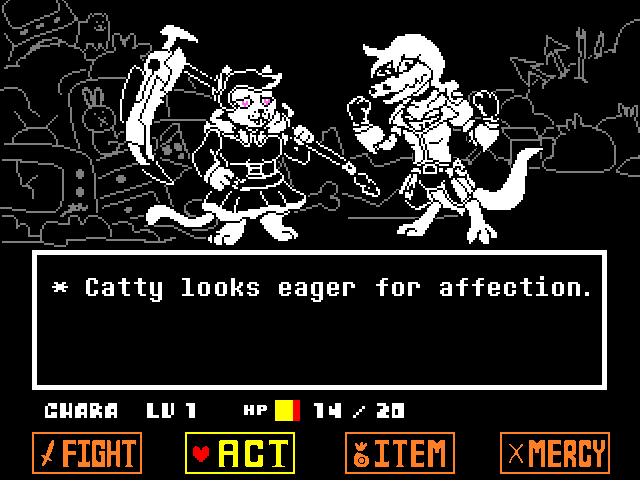 * Catty looks eager for affection.
CHARA LV 1 HP 14 / 20
FIGHT ACT ITEM MERCY